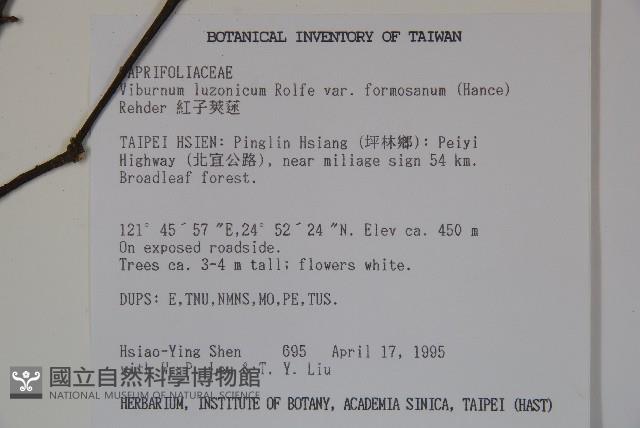 BOTANICAL INVENTORY OF TAIWAN
CAPRIFOLIACEAE
Viburnum luzonicum Rolfe var. formosanum (Hance)
Rehder 紅子莢蒾
TAIPEI HSIEN: Pinglin Hsiang (坪林鄉): Peiyi
Highway (北宜公路), near miliage sign 54 km.
Broadleaf forest.
121° 45´57 ″E,24° 52´24 ″N. Elev ca. 450 m
On exposed roadside.
Trees ca. 3-4 m tall; flowers white.
DUPS: E,TNU,NMNS,MO,PE,TUS.
Hsiao-Ying Shen 695 April 17, 1995
with & T. Y. Liu
國立自然科學博物館
NATIONAL MUSEUM OF NATURAL SCIENCE
HERBARIUM, INSTITUTE OF BOTANY, ACADEMIA SINICA, TAIPEI (HAST)